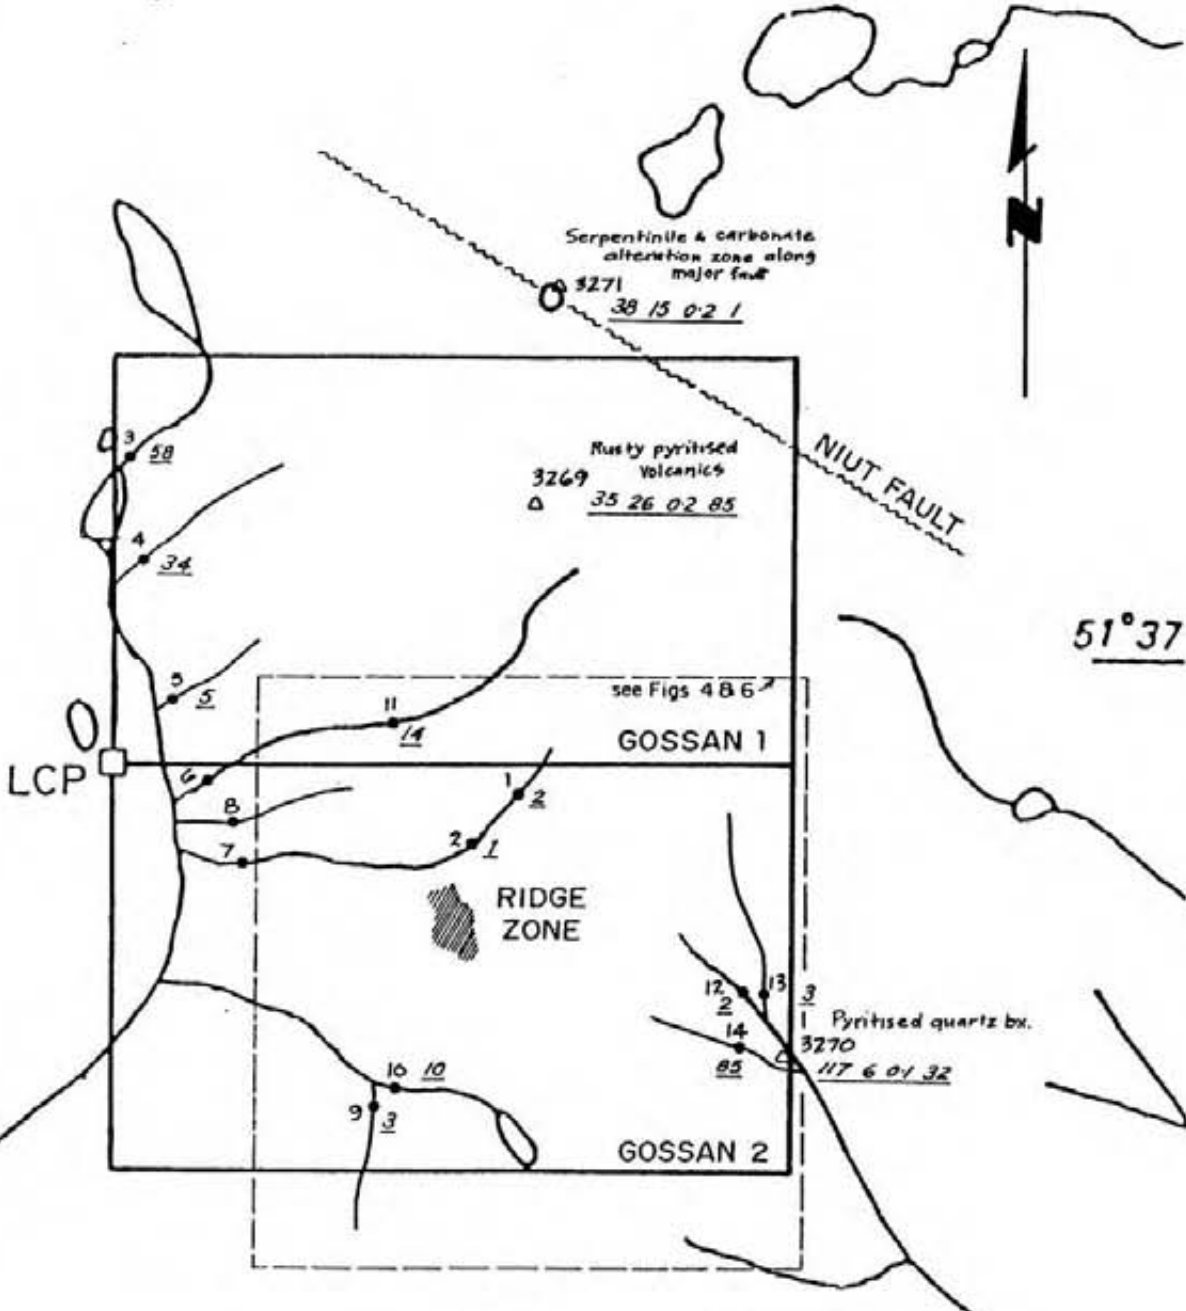 N
Serpentinite & carbonate
alteration zone along
major fault
3271
38 15 0.2 1
3
58
Rusty pyritised
Volcanics
3269
35 26 0.2 85
NIUT FAULT
4
34
51°37
5
5
see Figs 4 & 6
11
14
GOSSAN 1
LCP
6
1
2
8
2
1
7
RIDGE
ZONE
12
2
13
3
Pyritised quartz bx.
14
3270
85
117 6 0.1 32
10
10
9
3
GOSSAN 2